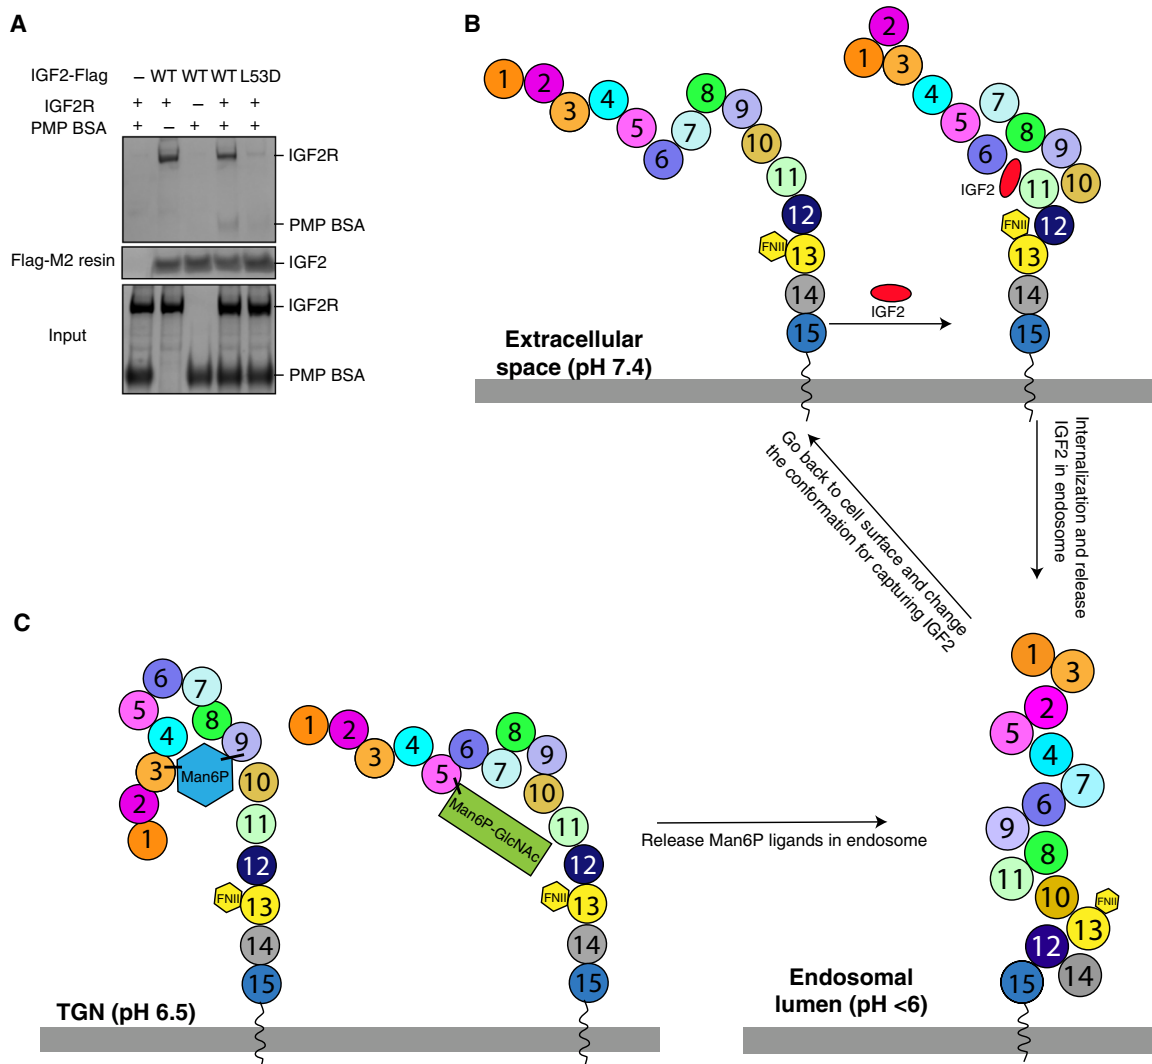 A
IGF2-Flag – WT WT WT L53D
IGF2R + + – + +
PMP BSA + – + + +
IGF2R
PMP BSA
Flag-M2 resin
IGF2
Input
IGF2R
PMP BSA
B
1 2 3 4 5 6 7 8 9 10 11 12 FNII 13 14 15
IGF2
1 2 3 4 5 6 7 8 9 10 11 12 FNII 13 14 15
IGF2
Extracellular
space (pH 7.4)
Internalization and release
IGF2 in endosome
Go back to cell surface and change
the conformation for capturing IGF2
C
1 2 3 4 5 6 7 8 9 10 11 12 FNII 13 14 15
Man6P
1 2 3 4 5 6 7 8 9 10 11 12 FNII 13 14 15
Man6P-GlcNAc
TGN (pH 6.5)
Release Man6P ligands in endosome
1 3 2 5 4 7 6 9 8 11 10 FNII 13 12 14 15
Endosomal
lumen (pH <6)